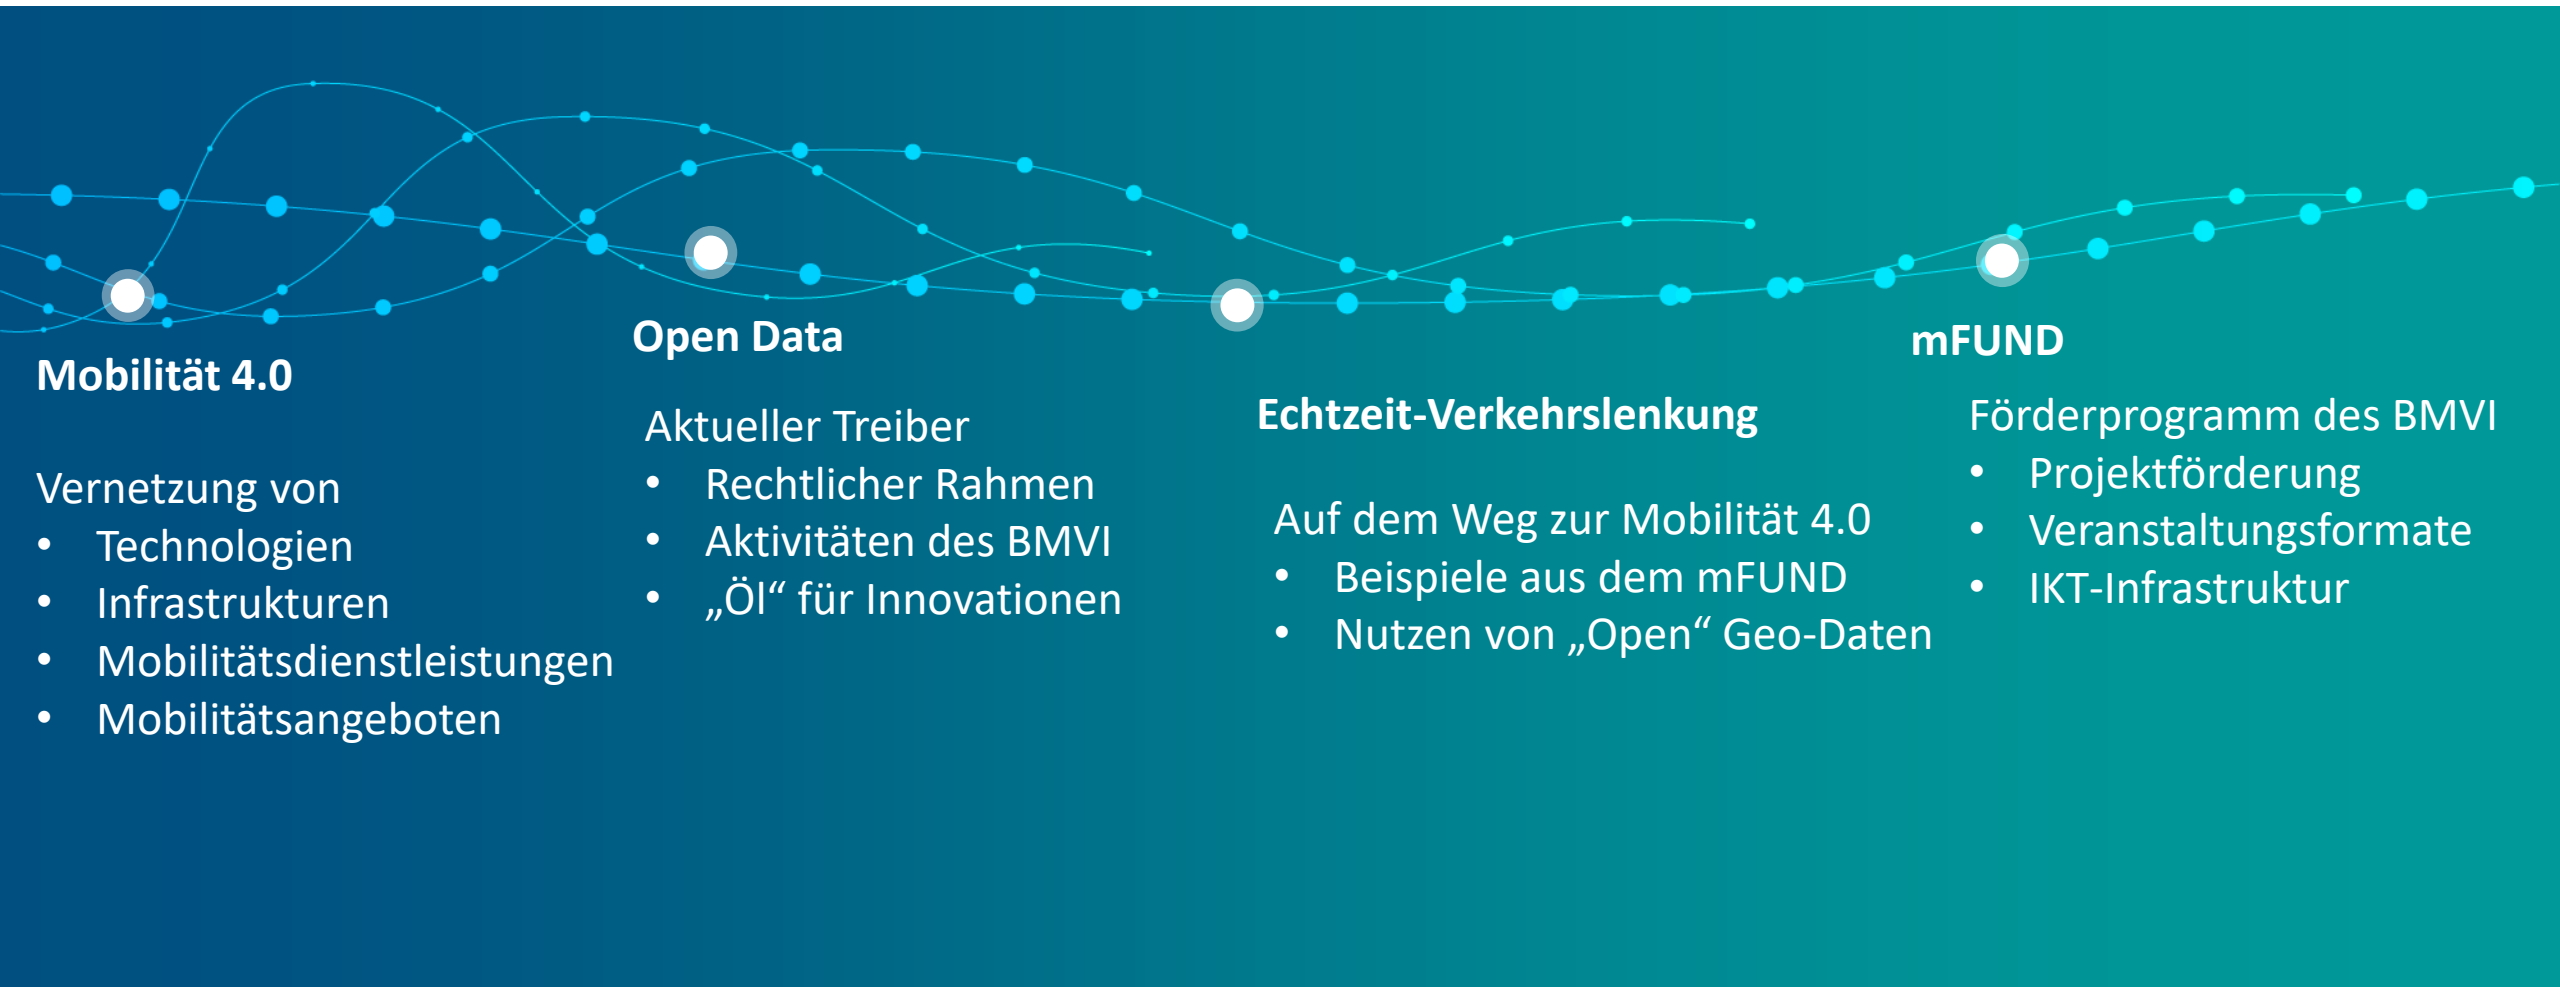 Mobilität 4.0
Vernetzung von
• Technologien
• Infrastrukturen
• Mobilitätsdienstleistungen
• Mobilitätsangeboten
Open Data
Aktueller Treiber
• Rechtlicher Rahmen
• Aktivitäten des BMVI
• „Öl“ für Innovationen
Echtzeit-Verkehrslenkung
Auf dem Weg zur Mobilität 4.0
• Beispiele aus dem mFUND
• Nutzen von „Open“ Geo-Daten
mFUND
Förderprogramm des BMVI
• Projektförderung
• Veranstaltungsformate
• IKT-Infrastruktur